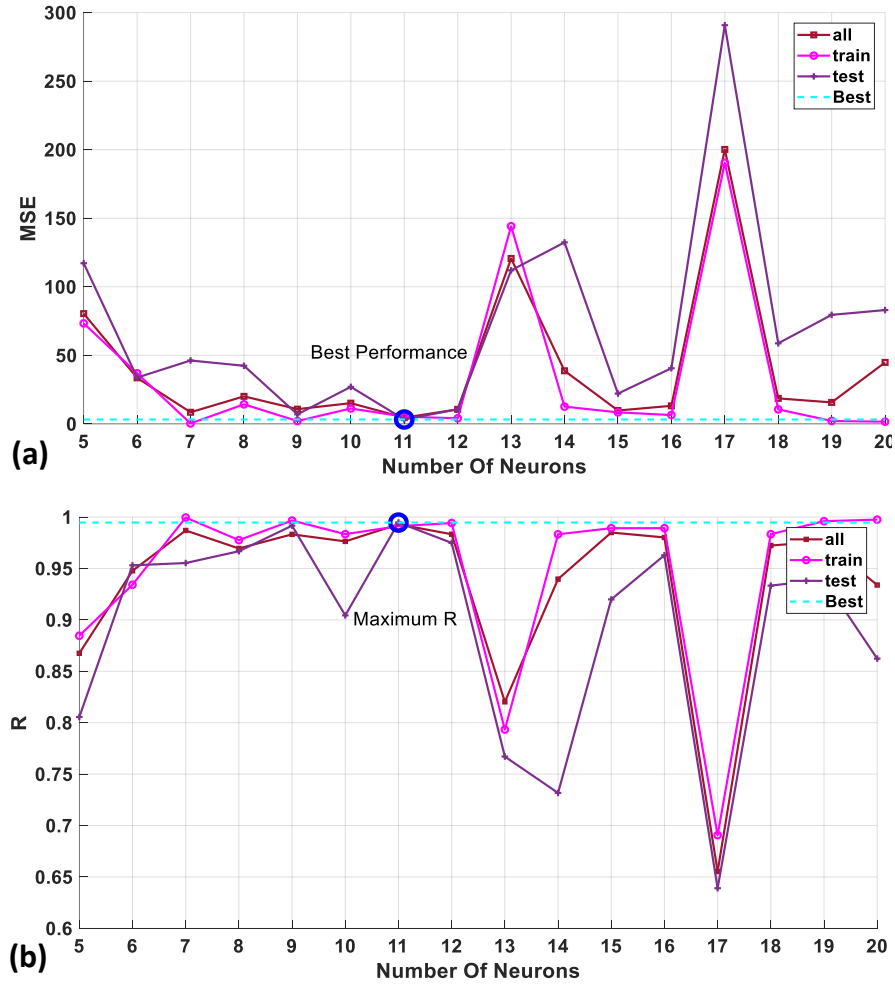 300
250
200
150
100
50
0
MSE
all
train
test
Best
Best Performance
5 6 7 8 9 10 11 12 13 14 15 16 17 18 19 20
Number Of Neurons
(a)
1
0.95
0.9
0.85
0.8
0.75
0.7
0.65
0.6
R
all
train
test
Best
Maximum R
5 6 7 8 9 10 11 12 13 14 15 16 17 18 19 20
Number Of Neurons
(b)